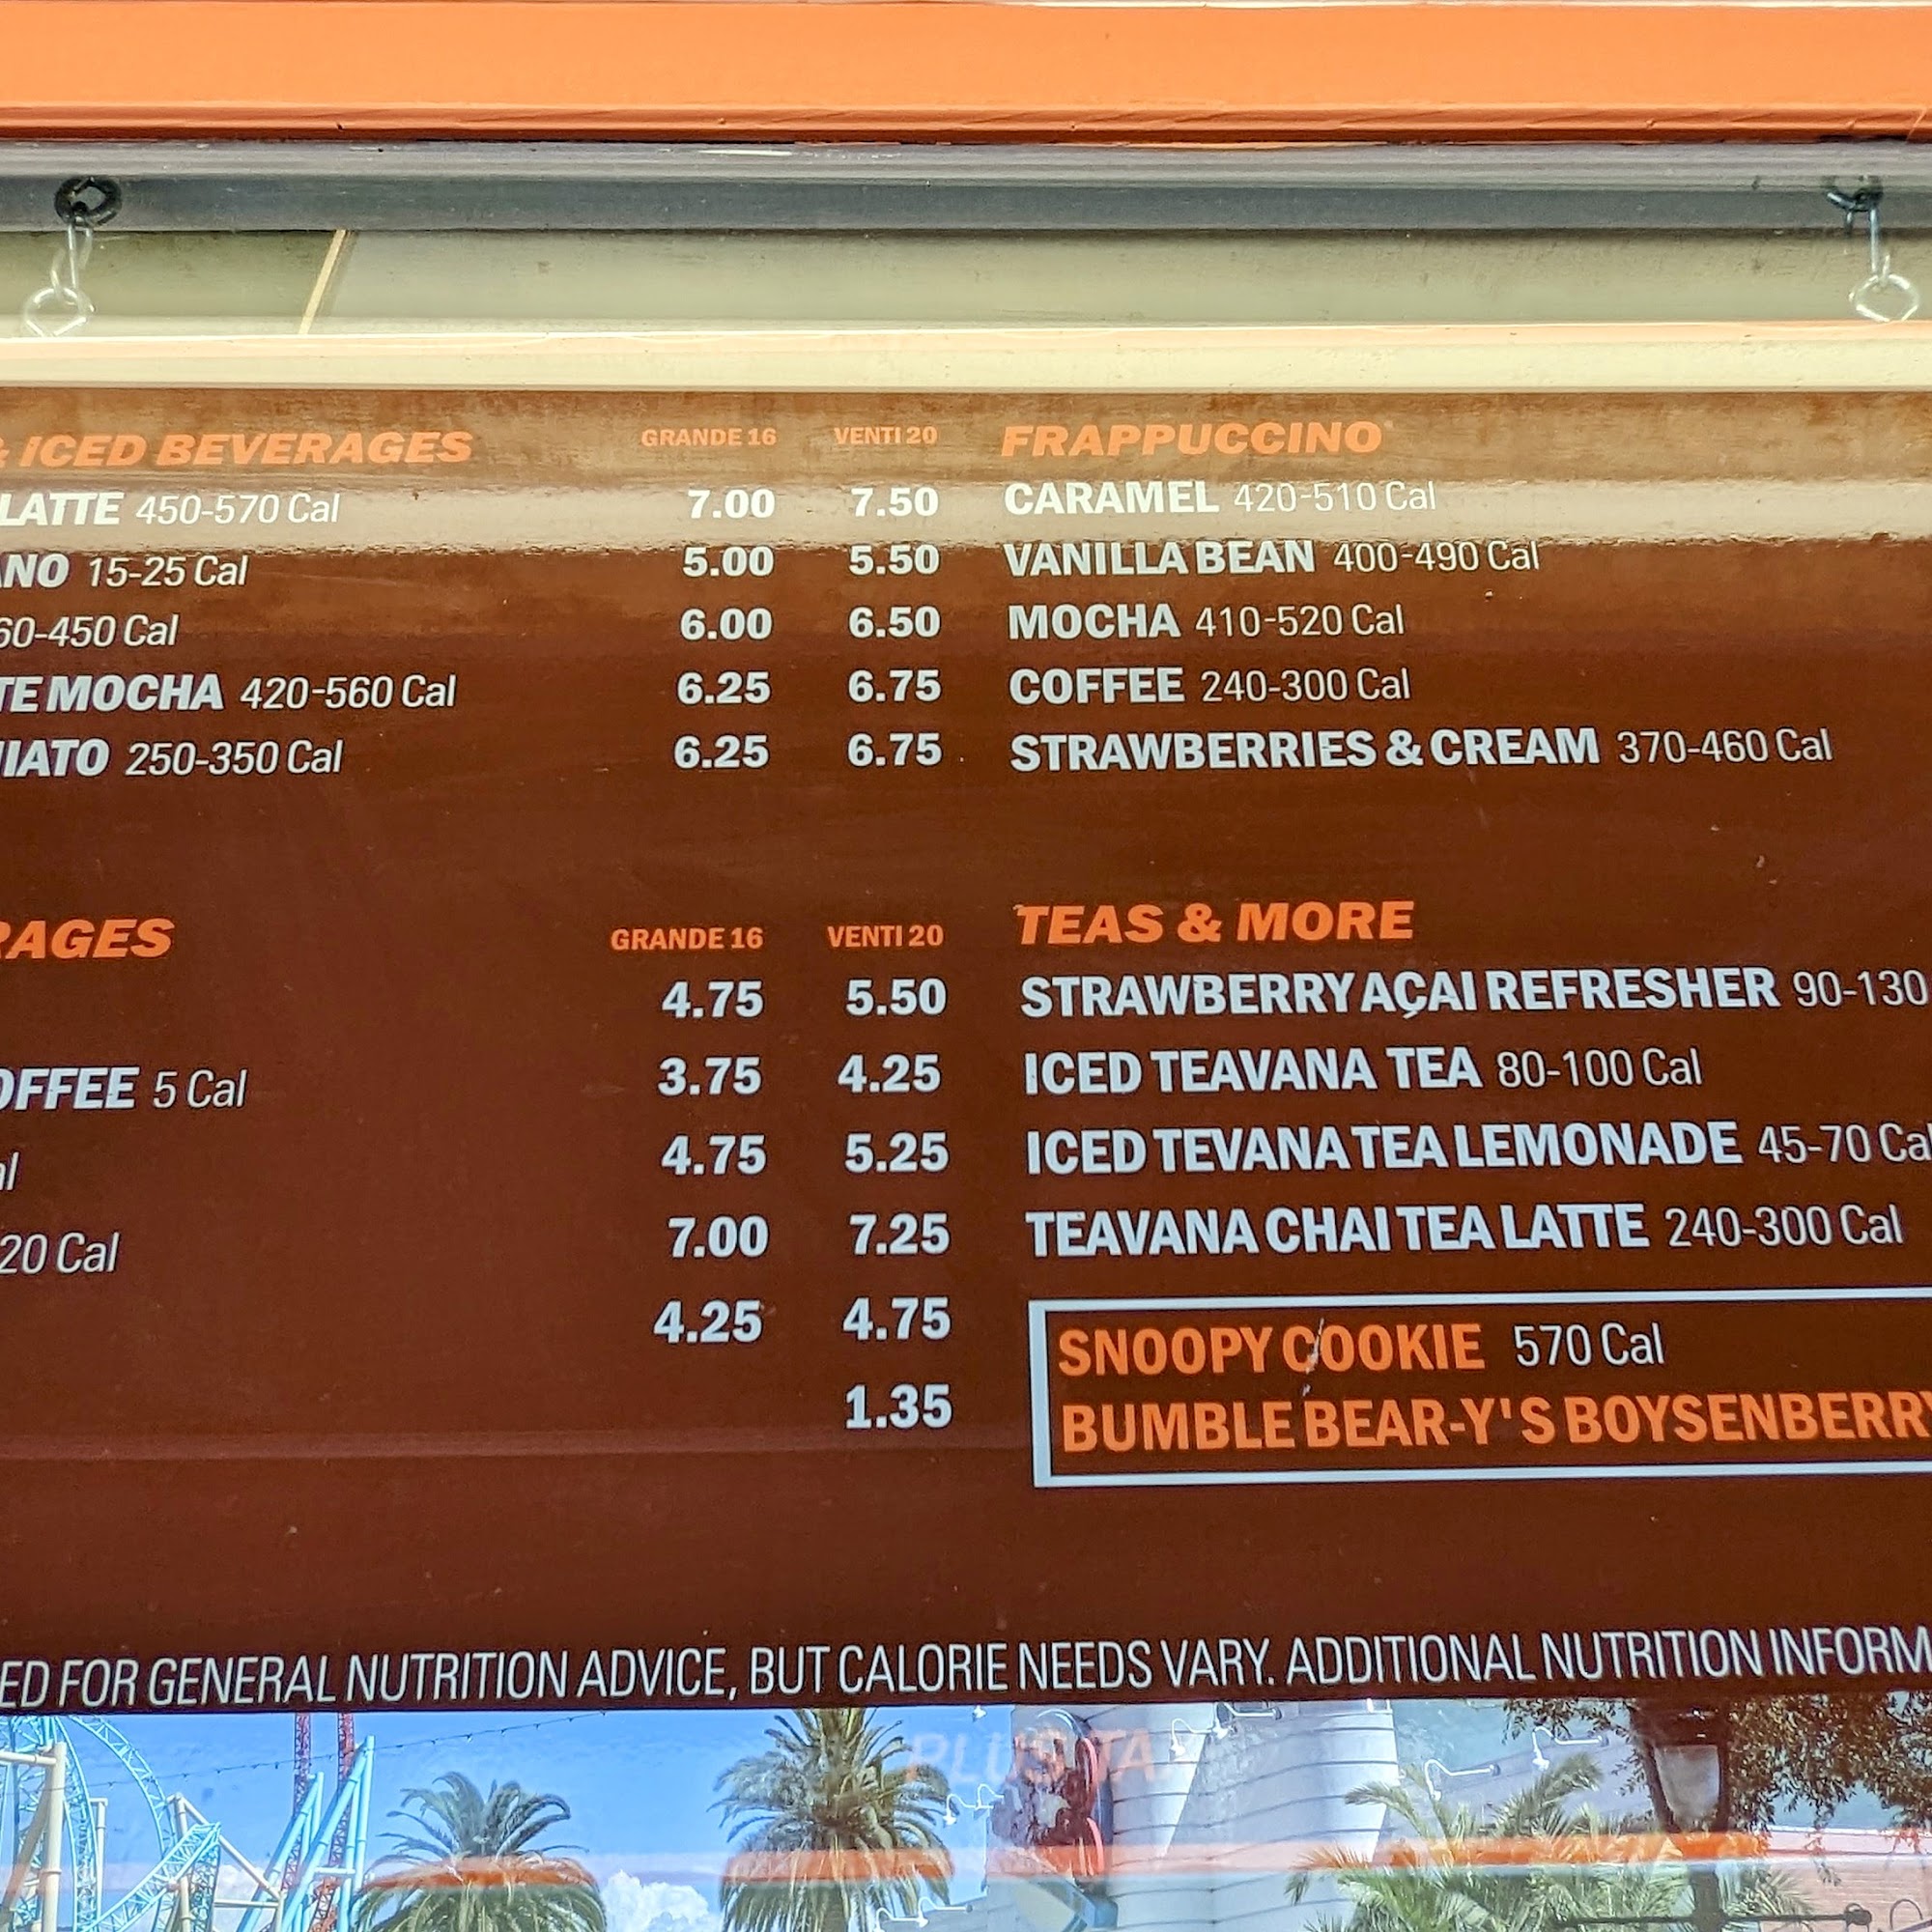 & ICED BEVERAGES GRANDE 16 VENTI 20
LATTE 450-570 Cal 7.00 7.50
NO 15-25 Cal 5.00 5.50
60-450 Cal 6.00 6.50
TE MOCHA 420-560 Cal 6.25 6.75
IATO 250-350 Cal 6.25 6.75
FRAPPUCCINO
CARAMEL 420-510 Cal
VANILLA BEAN 400-490 Cal
MOCHA 410-520 Cal
COFFEE 240-300 Cal
STRAWBERRIES & CREAM 370-460 Cal
RAGES GRANDE 16 VENTI 20
4.75 5.50
OFFEE 5 Cal 3.75 4.25
al 4.75 5.25
20 Cal 7.00 7.25
4.25 4.75
1.35
TEAS & MORE
STRAWBERRY AÇAI REFRESHER 90-130
ICED TEAVANA TEA 80-100 Cal
ICED TEVANA TEA LEMONADE 45-70 Cal
TEAVANA CHAI TEA LATTE 240-300 Cal
SNOOPY COOKIE 570 Cal
BUMBLE BEAR-Y'S BOYSENBERRY
ED FOR GENERAL NUTRITION ADVICE, BUT CALORIE NEEDS VARY. ADDITIONAL NUTRITION INFORM
PLUS TA